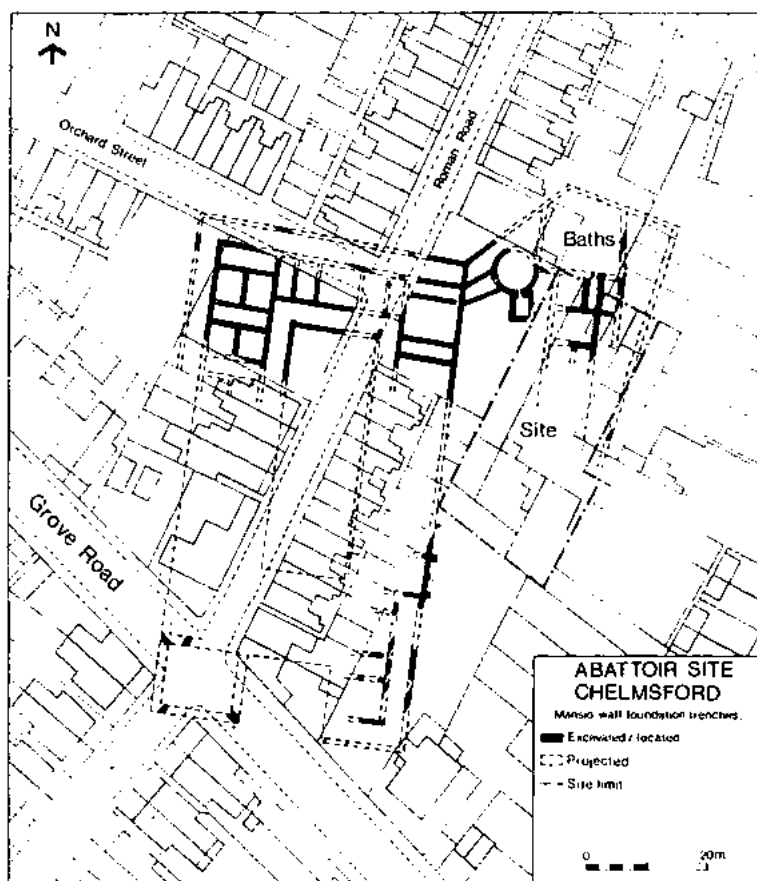 N
Orchard Street
Roman Road
Baths
Site
Grove Road
ABATTOIR SITE
CHELMSFORD
Mansio wall foundation trenches:
Excavated / located
Projected
Site limit
0 20m